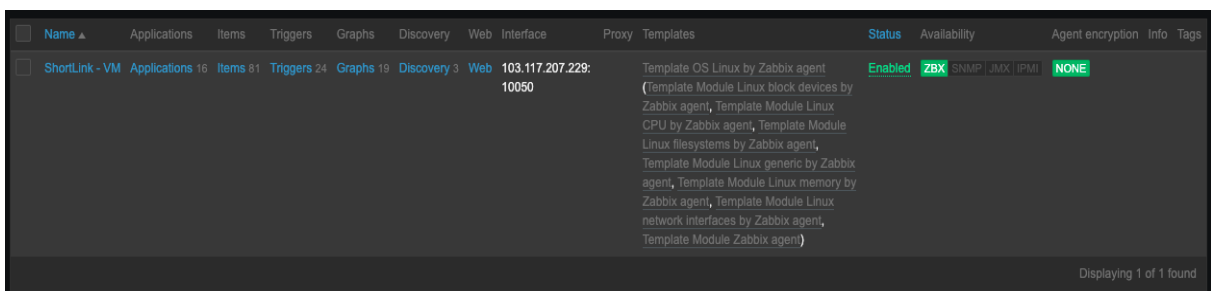 Name ▲ Applications Items Triggers Graphs Discovery Web Interface Proxy Templates Status Availability Agent encryption Info Tags
ShortLink - VM Applications 16 Items 81 Triggers 24 Graphs 19 Discovery 3 Web 103.117.207.229: Template OS Linux by Zabbix agent Enabled ZBX SNMP JMX IPMI NONE
10050 (Template Module Linux block devices by
Zabbix agent, Template Module Linux
CPU by Zabbix agent, Template Module
Linux filesystems by Zabbix agent,
Template Module Linux generic by Zabbix
agent, Template Module Linux memory by
Zabbix agent, Template Module Linux
network interfaces by Zabbix agent,
Template Module Zabbix agent)
Displaying 1 of 1 found